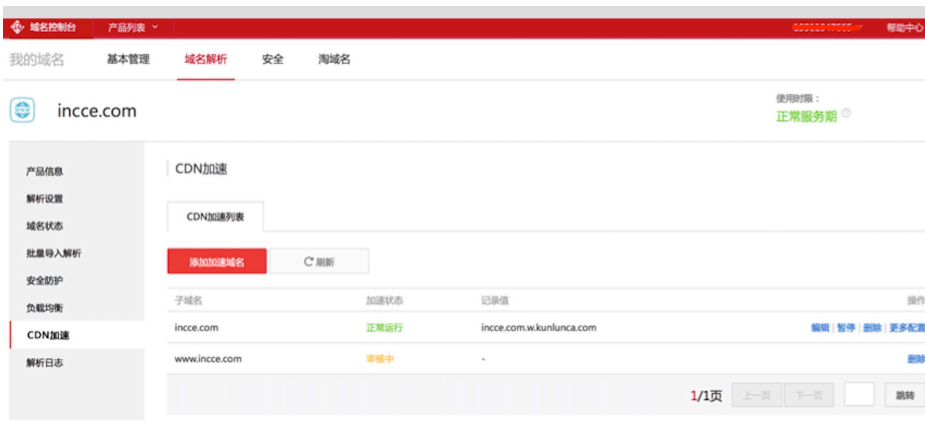 域名控制台 产品列表 帮助中心
我的域名 基本管理 域名解析 安全 淘域名
incce.com
使用时限：
正常服务期
产品信息
解析设置
域名状态
批量导入解析
安全防护
负载均衡
CDN加速
解析日志
CDN加速
CDN加速列表
添加加速域名 刷新
子域名 加速状态 记录值 操作
incce.com 正常运行 incce.com.w.kunlunca.com 编辑 暂停 删除 更多配置
www.incce.com 审核中 - 删除
1/1页 上一页 下一页 跳转